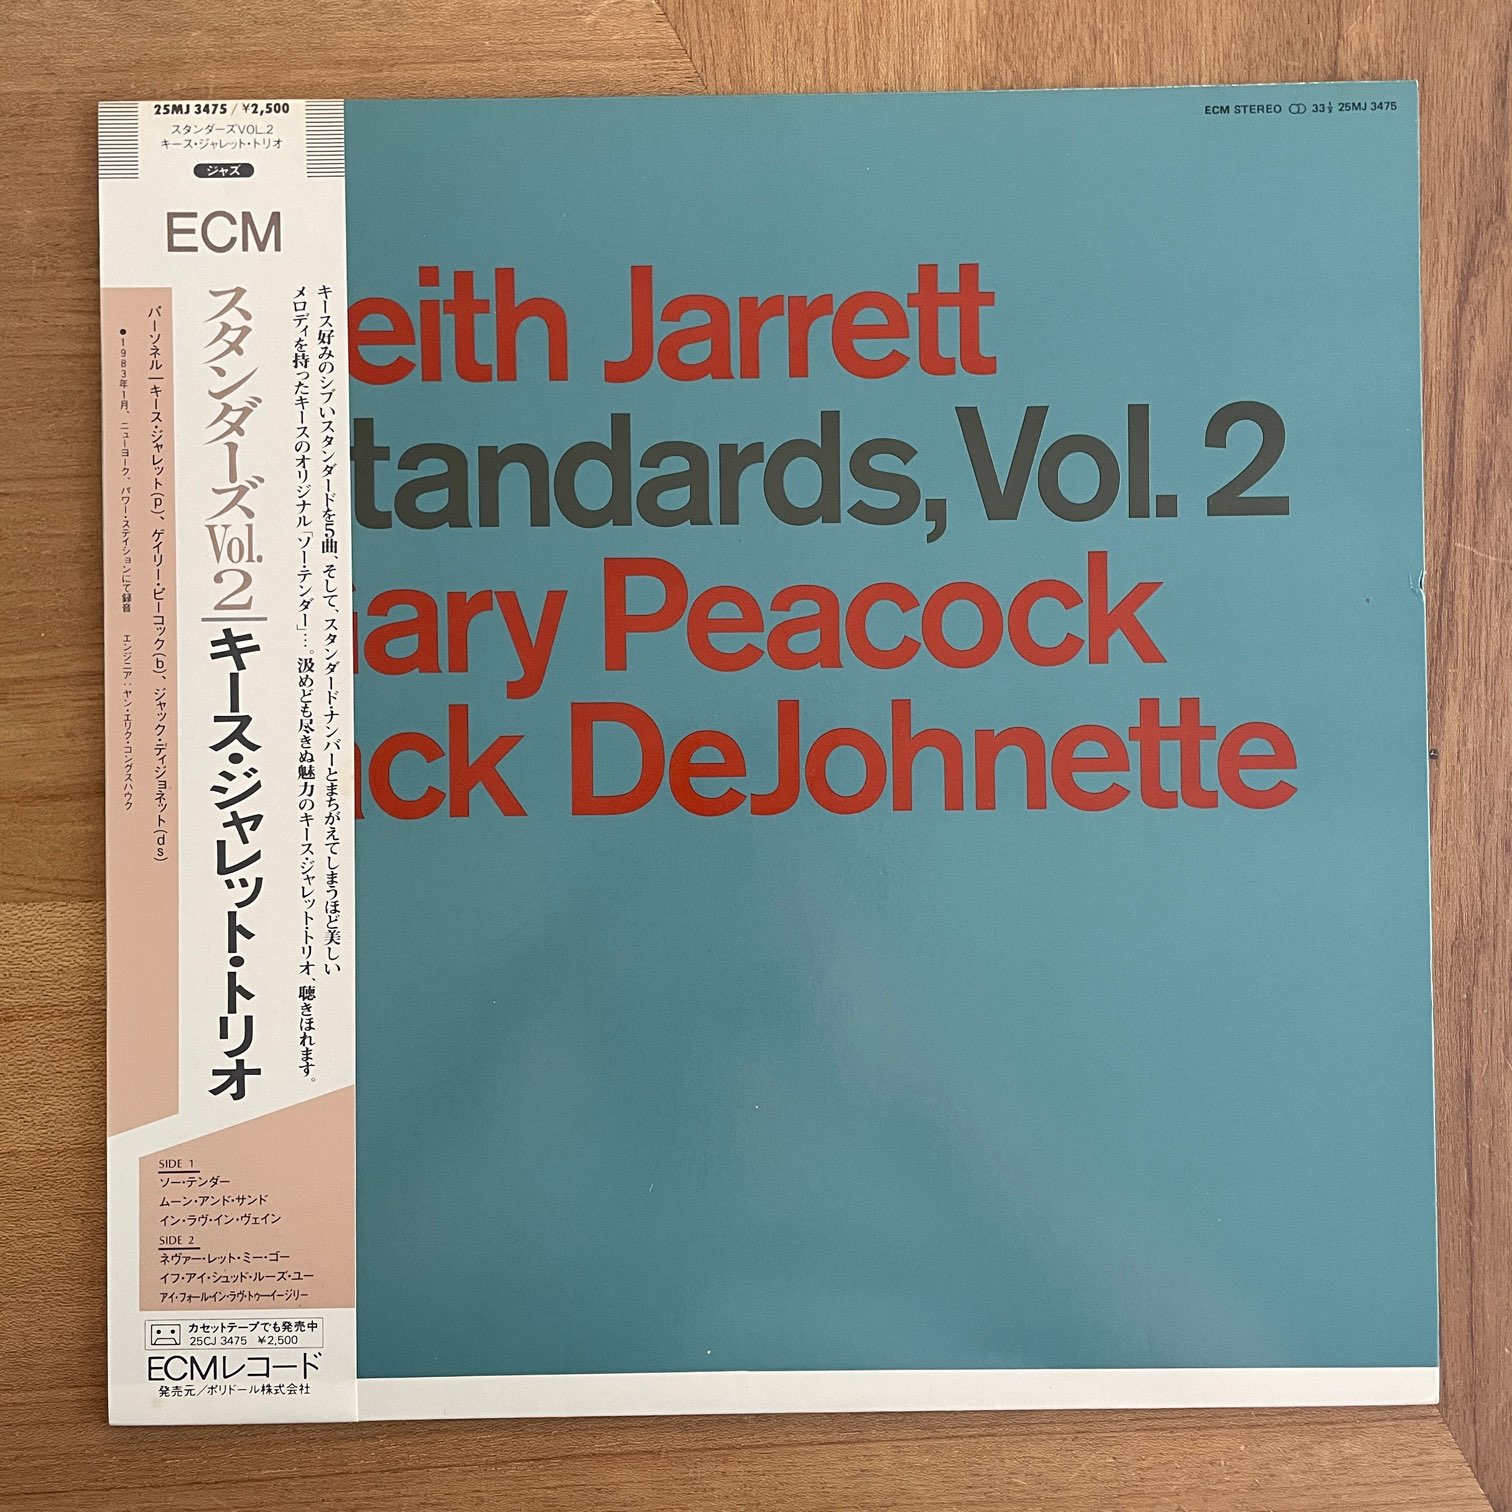 25MJ 3475/¥2,500
スタンダーズVOL.2
キース・ジャレット・トリオ
ジャズ
ECM
キース好みのシブいスタンダードを5曲、そして、スタンダード・ナンバーとまちがえてしまうほど美しい
メロディを持ったキースのオリジナル「ソー・テンダー」…。汲めども尽きぬ魅力のキース・ジャレット・トリオ、聴きほれます。
スタンダーズVol.2/キース・ジャレット・トリオ
パーソネル―キース・ジャレット(p)、ゲイリー・ピーコック(b)、ジャック・ディジョネット(ds)
●1983年1月、ニューヨーク、パワー・ステイションにて録音 エンジニア:ヤン・エリク・コングスハウク
SIDE 1
ソー・テンダー
ムーン・アンド・サンド
イン・ラヴ・イン・ヴェイン
SIDE 2
ネヴァー・レット・ミー・ゴー
イフ・アイ・シュッド・ルーズ・ユー
アイ・フォール・イン・ラヴ・トゥー・イージリー
カセットテープでも発売中
25CJ 3475 ¥2,500
ECMレコード
発売元/ポリドール株式会社
ECM STEREO 33⅓ 25MJ 3475
eith Jarrett
tandards, Vol. 2
ary Peacock
ack DeJohnette